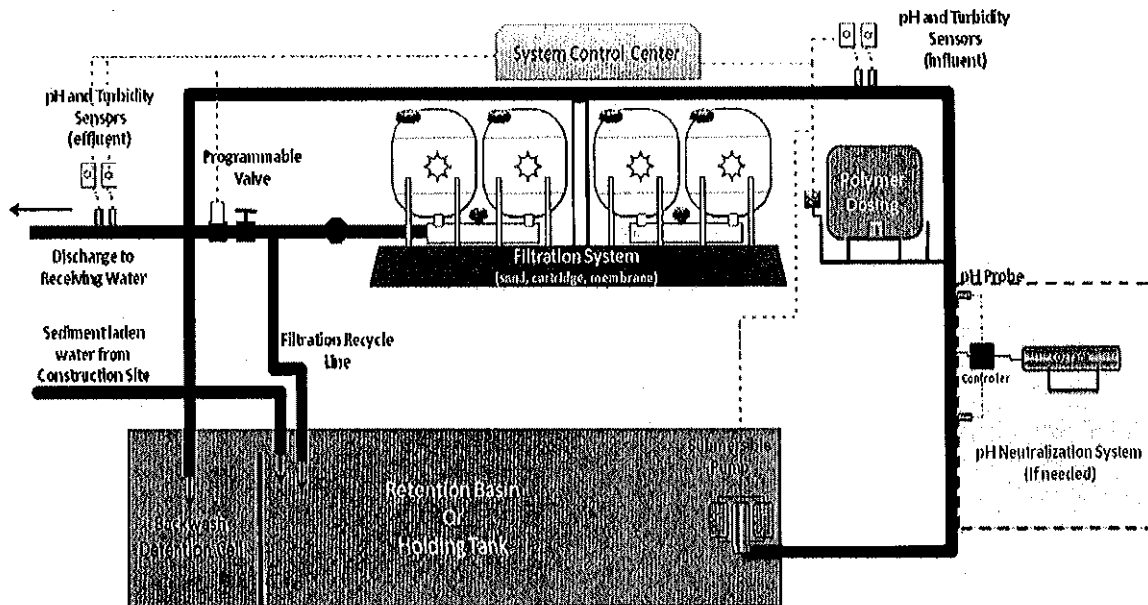 System Control Center
pH and Turbidity
Sensors
(Influent)
pH and Turbidity
Sensors
(effluent)
Programmable
Valve
Polymer
Dosing
Discharge to
Receiving Water
Filtration System
(sand, cartridge, membrane)
pH Probe
Sediment laden
water from
Construction Site
Filtration Recycle
Line
Controller
pH Neutralization System
(If needed)
Pump
Retention Basin
Or
Holding Tank
Backwash
Detention Cell